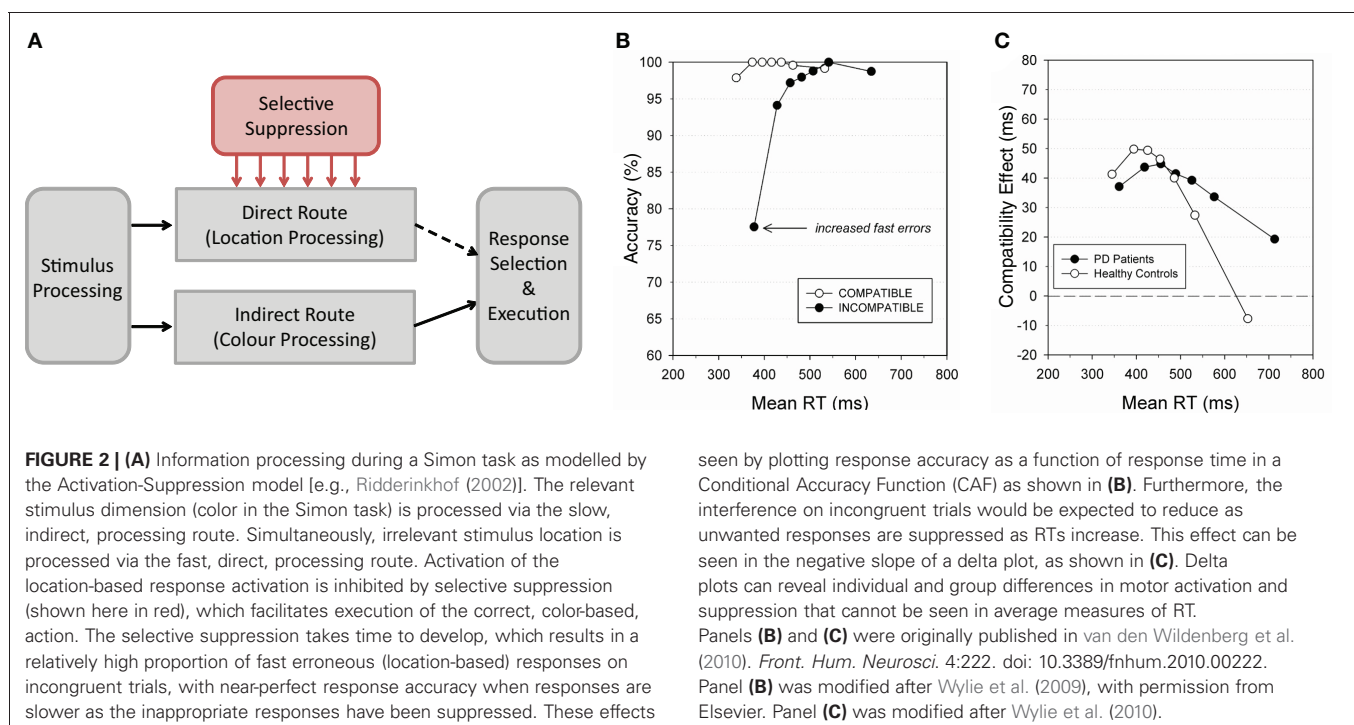 A
Selective
Suppression
Stimulus
Processing
Direct Route
(Location Processing)
Indirect Route
(Colour Processing)
Response
Selection
&
Execution
B
Accuracy (%)
100
95
90
85
80
75
70
65
60
increased fast errors
COMPATIBLE
INCOMPATIBLE
200 300 400 500 600 700 800
Mean RT (ms)
C
Compatibility Effect (ms)
80
70
60
50
40
30
20
10
0
-10
-20
PD Patients
Healthy Controls
200 300 400 500 600 700 800
Mean RT (ms)
FIGURE 2 | (A) Information processing during a Simon task as modelled by
the Activation-Suppression model [e.g., Ridderinkhof (2002)]. The relevant
stimulus dimension (color in the Simon task) is processed via the slow,
indirect, processing route. Simultaneously, irrelevant stimulus location is
processed via the fast, direct, processing route. Activation of the
location-based response activation is inhibited by selective suppression
(shown here in red), which facilitates execution of the correct, color-based,
action. The selective suppression takes time to develop, which results in a
relatively high proportion of fast erroneous (location-based) responses on
incongruent trials, with near-perfect response accuracy when responses are
slower as the inappropriate responses have been suppressed. These effects
seen by plotting response accuracy as a function of response time in a
Conditional Accuracy Function (CAF) as shown in (B). Furthermore, the
interference on incongruent trials would be expected to reduce as
unwanted responses are suppressed as RTs increase. This effect can be
seen in the negative slope of a delta plot, as shown in (C). Delta
plots can reveal individual and group differences in motor activation and
suppression that cannot be seen in average measures of RT.
Panels (B) and (C) were originally published in van den Wildenberg et al.
(2010). Front. Hum. Neurosci. 4:222. doi: 10.3389/fnhum.2010.00222.
Panel (B) was modified after Wylie et al. (2009), with permission from
Elsevier. Panel (C) was modified after Wylie et al. (2010).